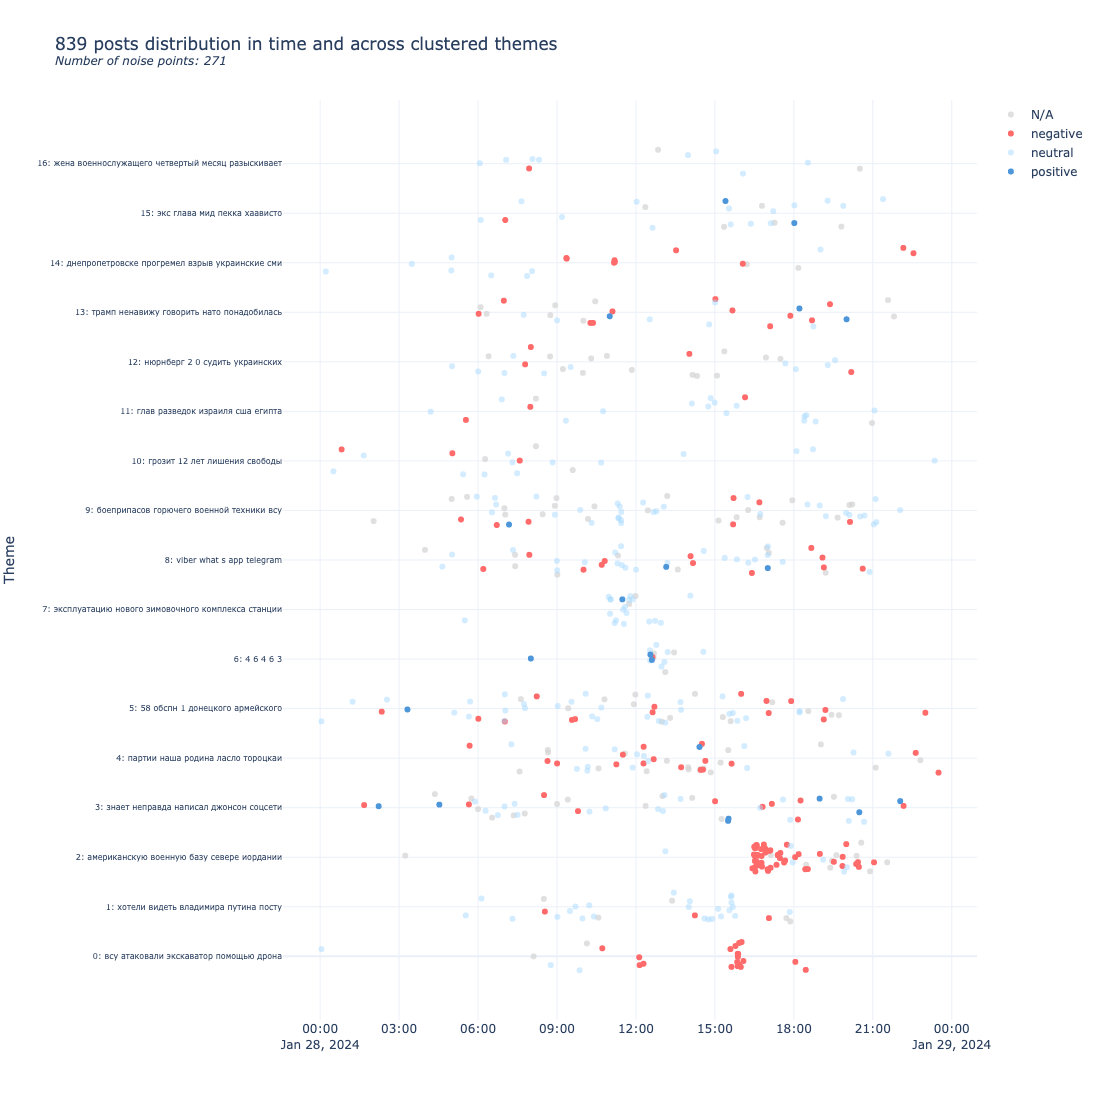 839 posts distribution in time and across clustered themes
Number of noise points: 271
N/A
negative
neutral
positive
Theme
16: жена военнослужащего четвертый месяц разыскивает
15: экс глава мид пекка хаависто
14: днепропетровске прогремел взрыв украинские сми
13: трамп ненавижу говорить нато понадобилась
12: нюрнберг 2 0 судить украинских
11: глав разведок израиля сша египта
10: грозит 12 лет лишения свободы
9: боеприпасов горючего военной техники всу
8: viber what s app telegram
7: эксплуатацию нового зимовочного комплекса станции
6: 4 6 4 6 3
5: 58 обспн 1 донецкого армейского
4: партии наша родина ласло тороцкаи
3: знает неправда написал джонсон соцсети
2: американскую военную базу севере иордании
1: хотели видеть владимира путина посту
0: всу атаковали экскаватор помощью дрона
00:00 03:00 06:00 09:00 12:00 15:00 18:00 21:00 00:00
Jan 28, 2024 Jan 29, 2024